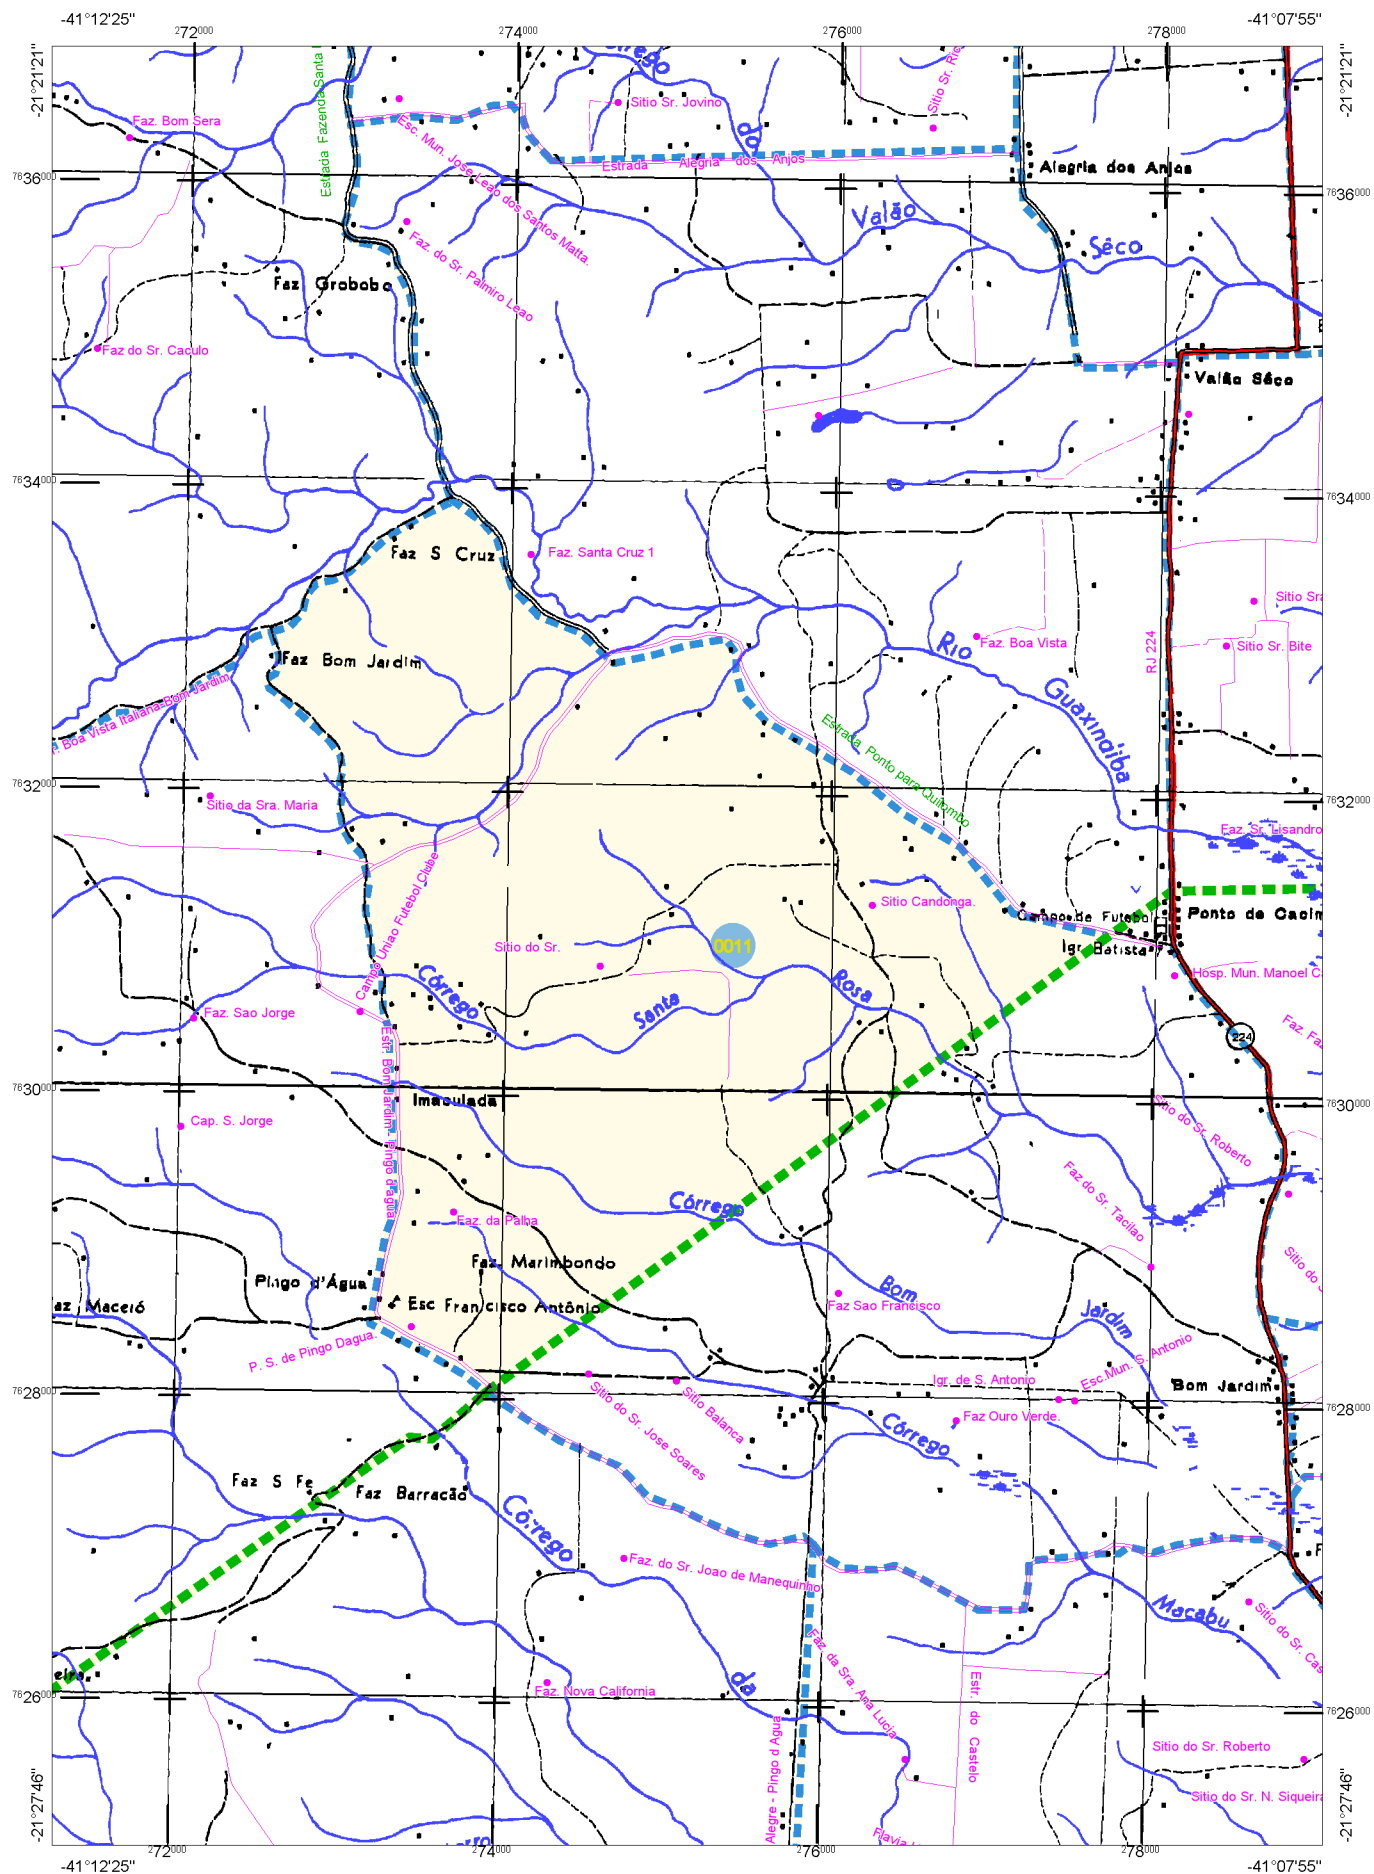 -41°12'25"
-41°07'55"
272000
274000
276000
278000
-21°21'21"
-21°21'21"
do
Sitio Sr. Jovino
Faz. Bom Sera
Esc. Mun. Jose Leao dos Santos Matta.
Estrada Alegria dos Anjos
Alegria dos Anjos
7636000
7636000
Valão
Sêco
Faz. do Sr. Palmiro Leao
Faz Grobobo
Faz do Sr. Caculo
Valão Sêco
7634000
7634000
Faz S Cruz
Faz. Santa Cruz 1
Sitio Sra
Faz. Boa Vista
Sitio Sr. Bite
RJ 224
Rio
Guaxindiba
Faz Bom Jardim
Boa Vista Italiana-Bom Jardim
Estrada Ponto para Quilombo
7632000
7632000
Sitio da Sra. Maria
Faz. Sr. Lisandro
Campo Uniao Futebol Clube
Sitio Candonga.
Campo de Futebol
Ponto de Cacim
Sitio do Sr.
0011
Igr. Batista
Hosp. Mun. Manoel C
Córrego
Santa
Rosa
Faz. Sao Jorge
224
Estr. Bom Jardim - Pingo d'agua
7630000
7630000
Imaculada
Cap. S. Jorge
Sitio do Sr. Roberto
Faz do Sr. Tacilao
Córrego
Faz. da Palha
Faz. Marimbondo
Pingo d'Água
Bom
Jardim
Esc Francisco Antônio
Faz Sao Francisco
az Maceió
P. S. de Pingo Dagua.
Esc.Mun. S. Antonio
Igr. de S. Antonio
Bom Jardim
7628000
7628000
Sitio do Sr. Jose Soares
Sitio Balanca
Faz Ouro Verde.
Córrego
Faz S Fe
Faz Barracão
Córrego
Faz. do Sr. Joao de Manequinho
Macabu
Sitio do Sr. Cas
Faz. da Sra. Ana Lucia
eiro
da
Faz. Nova California
Estr. do Castelo
7626000
7626000
Alegre - Pingo d Agua
Sitio do Sr. Roberto
Sitio do Sr. N. Siqueira
-21°27'46"
-21°27'46"
272000
274000
276000
278000
-41°12'25"
-41°07'55"